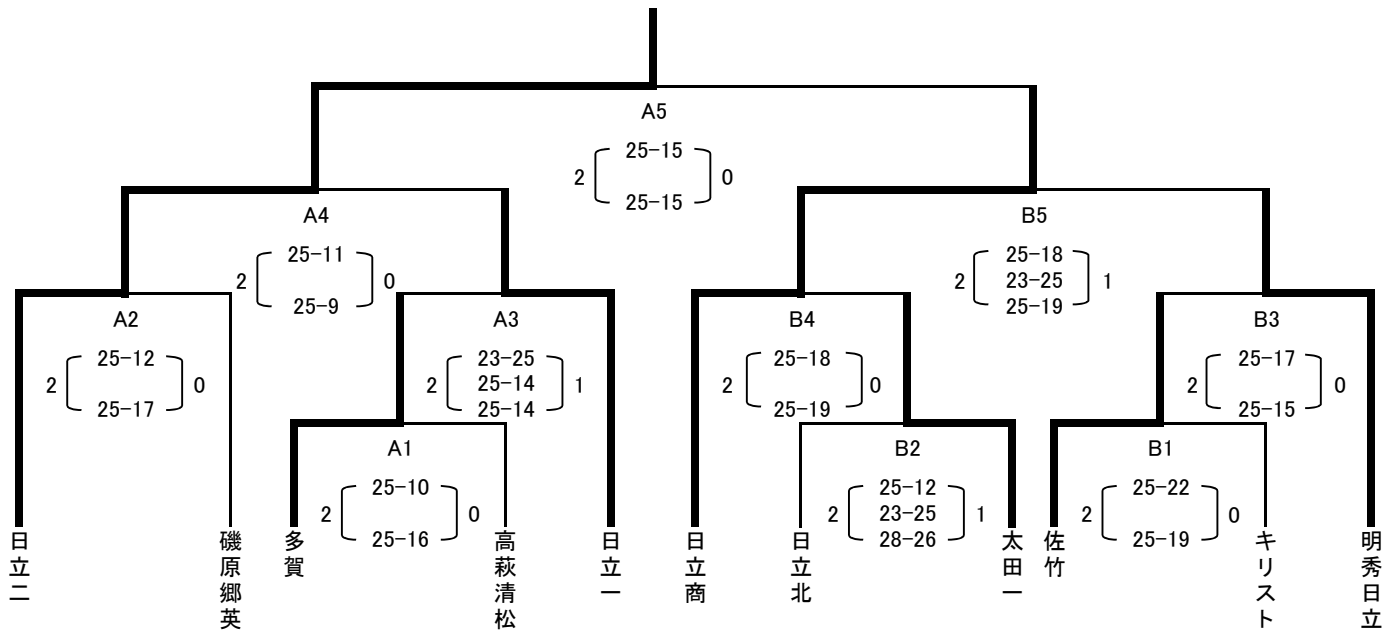 A5
25-15
2 0
25-15
A4
25-11
2 0
25-9
B5
25-18
2 23-25 1
25-19
A2
25-12
2 0
25-17
A3
23-25
2 25-14 1
25-14
B4
25-18
2 0
25-19
B3
25-17
2 0
25-15
A1
25-10
2 0
25-16
B2
25-12
2 23-25 1
28-26
B1
25-22
2 0
25-19
日立二
磯原郷英
多賀
高萩清松
日立一
日立商
日立北
太田一
佐竹
キリスト
明秀日立